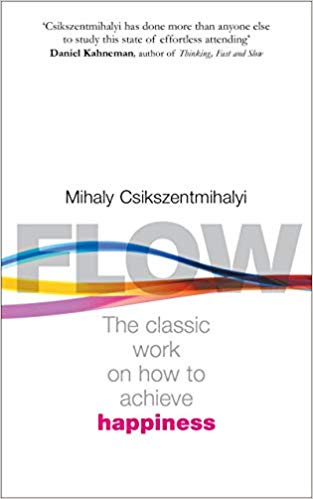 ‘Csikszentmihalyi has done more than anyone else
to study this state of effortless attending’
Daniel Kahneman, author of Thinking, Fast and Slow
Mihaly Csikszentmihalyi
FLOW
The classic
work
on how to
achieve
happiness